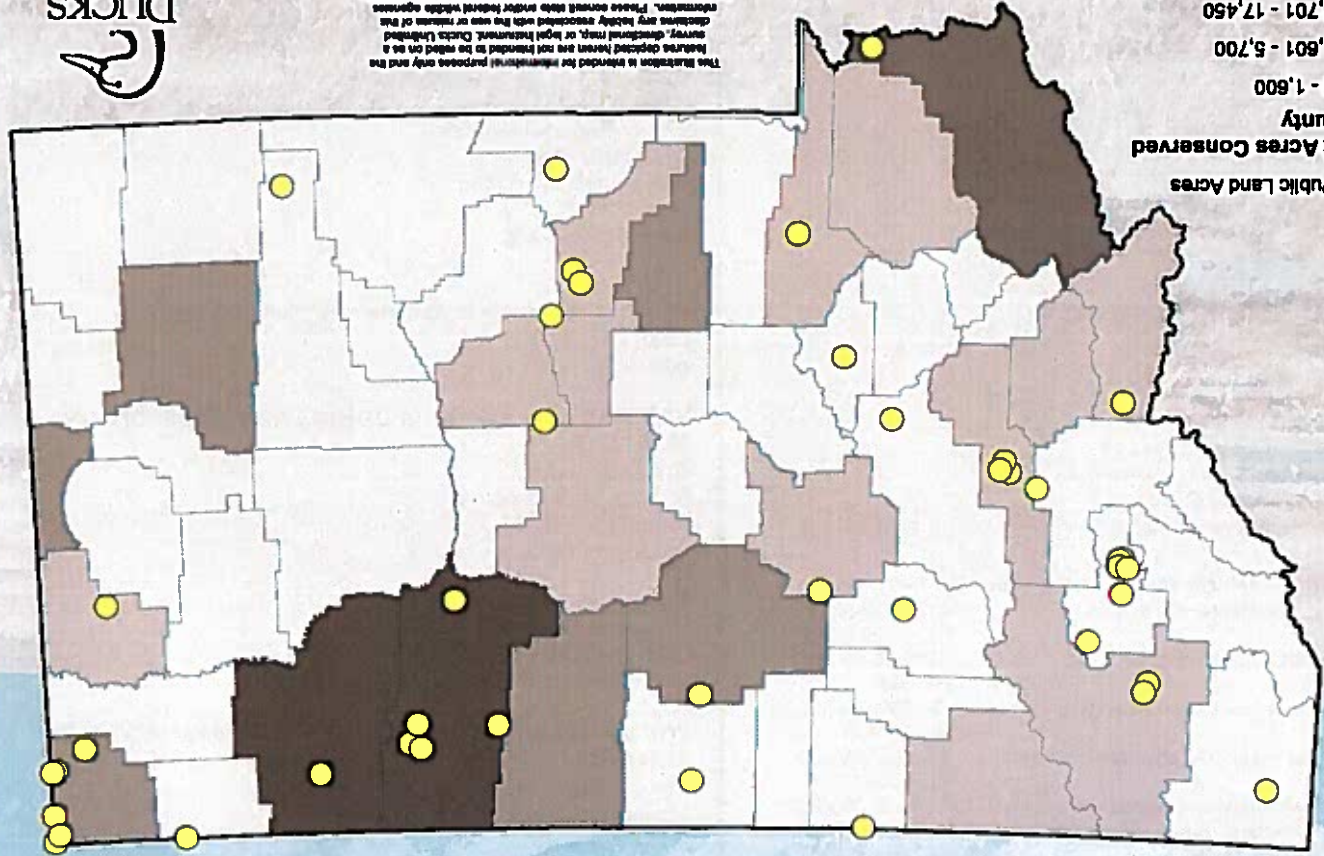 Public Land Acres
Acres Conserved
unty
- 1,600
,601 - 5,700
,701 - 17,450
This illustration is intended for informational purposes only and the
features depicted herein are not intended to be relied on as a
survey, directional map, or legal instrument. Ducks Unlimited
disclaims any liability associated with the use or misuse of this
information. Please consult state and/or federal wildlife agencies
DUCKS